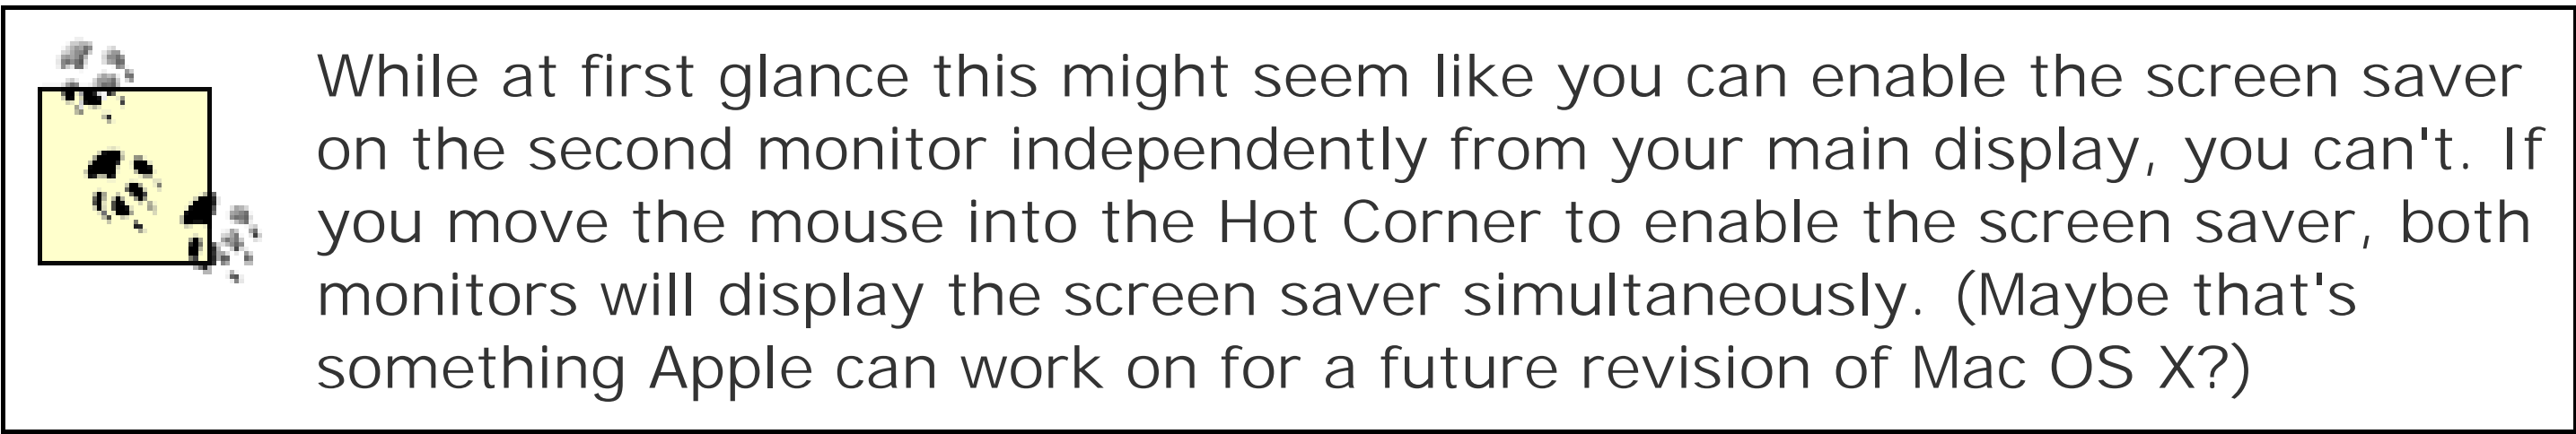 While at first glance this might seem like you can enable the screen saver
on the second monitor independently from your main display, you can't. If
you move the mouse into the Hot Corner to enable the screen saver, both
monitors will display the screen saver simultaneously. (Maybe that's
something Apple can work on for a future revision of Mac OS X?)